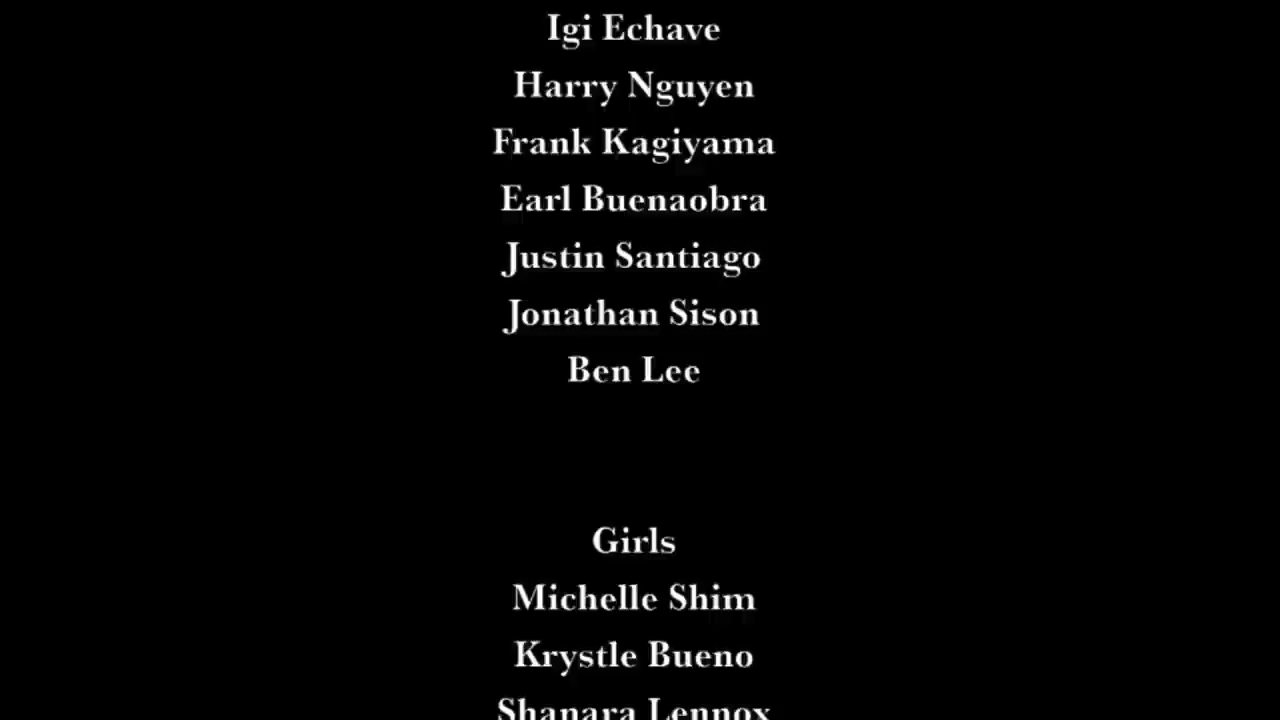 Igi Echave
Harry Nguyen
Frank Kagiyama
Earl Buenaobra
Justin Santiago
Jonathan Sison
Ben Lee
Girls
Michelle Shim
Krystle Bueno
Shanara Lennox